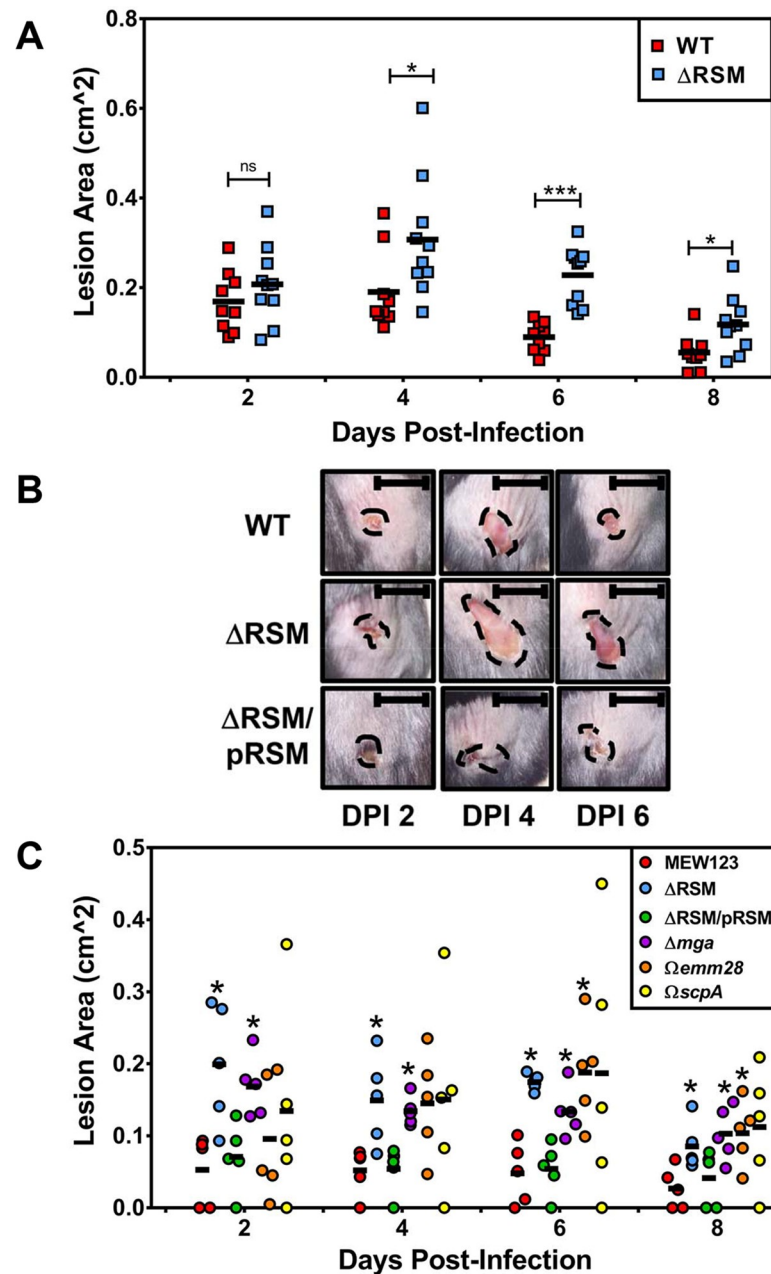 A
0.8
WT
ΔRSM
*
0.6
ns
***
0.4
*
0.2
0.0
Lesion Area (cm^2)
2 4 6 8
Days Post-Infection
B
WT
ΔRSM
ΔRSM/
pRSM
DPI 2 DPI 4 DPI 6
C
0.5
MEW123
ΔRSM
ΔRSM/pRSM
Δmga
Ωemm28
ΩscpA
0.4
0.3
* * * * * * * * * *
0.2
0.1
0.0
Lesion Area (cm^2)
2 4 6 8
Days Post-Infection